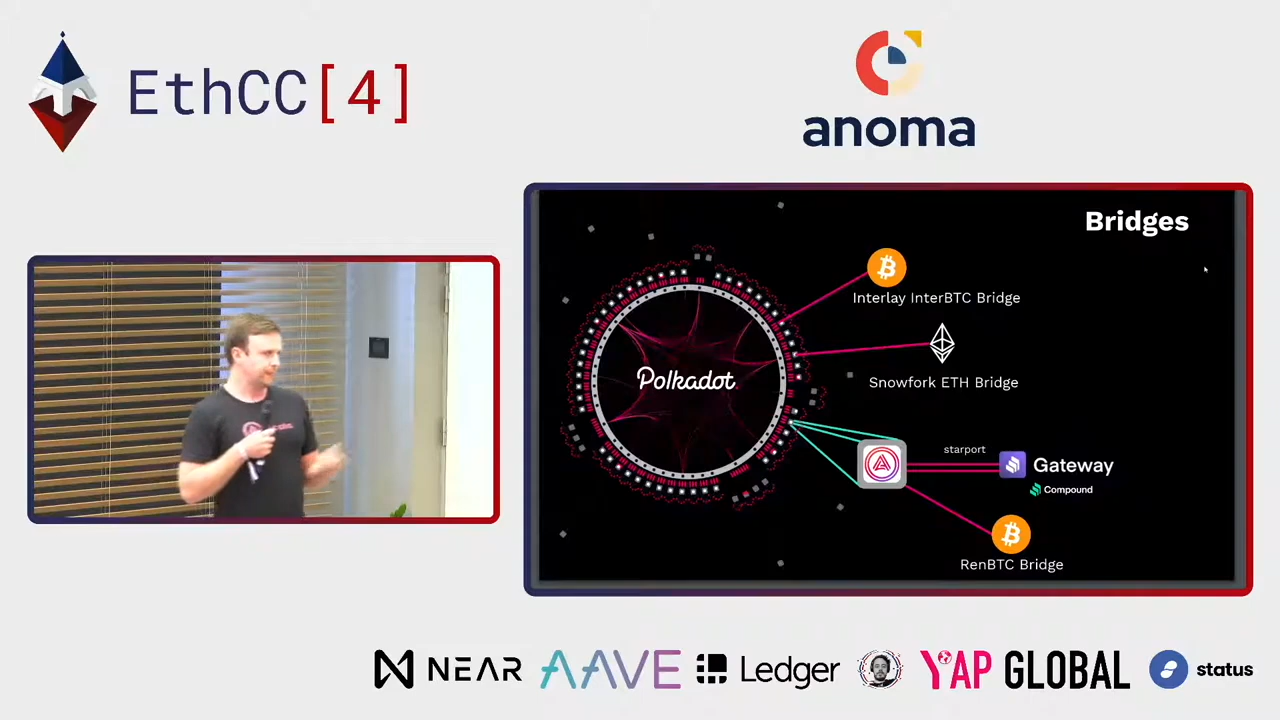 EthCC[4]
anoma
Bridges
Interlay InterBTC Bridge
Snowfork ETH Bridge
Polkadot
starport
Gateway
Compound
RenBTC Bridge
NEAR
AAVE
Ledger
YAP GLOBAL
status